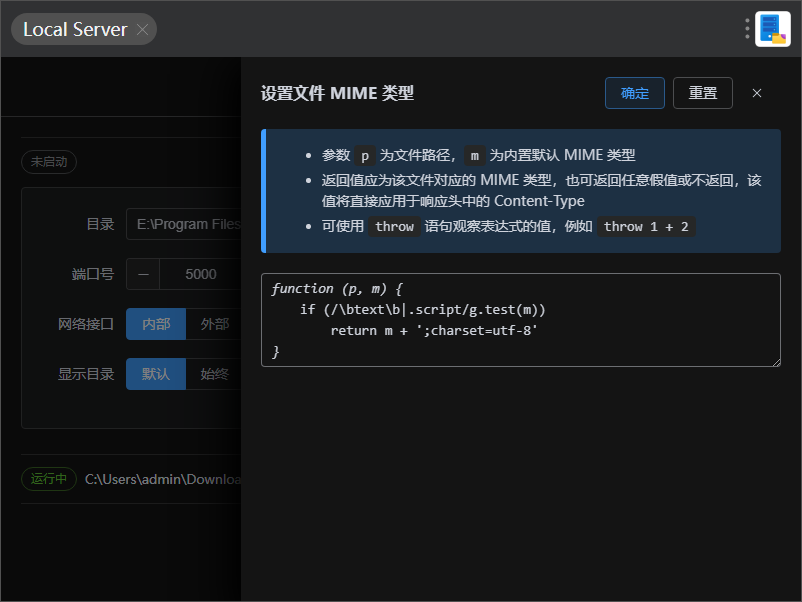 Local Server
设置文件 MIME 类型
确定
重置
参数 p 为文件路径，m 为内置默认 MIME 类型
返回值应为该文件对应的 MIME 类型，也可返回任意假值或不返回，该
值将直接应用于响应头中的 Content-Type
可使用 throw 语句观察表达式的值，例如 throw 1 + 2
function (p, m) {
if (/\btext\b|.script/g.test(m))
return m + ';charset=utf-8'
}
未启动
目录 E:\Program Files
端口号 — 5000
网络接口 内部 外部
显示目录 默认 始终
运行中 C:\Users\admin\Downloa